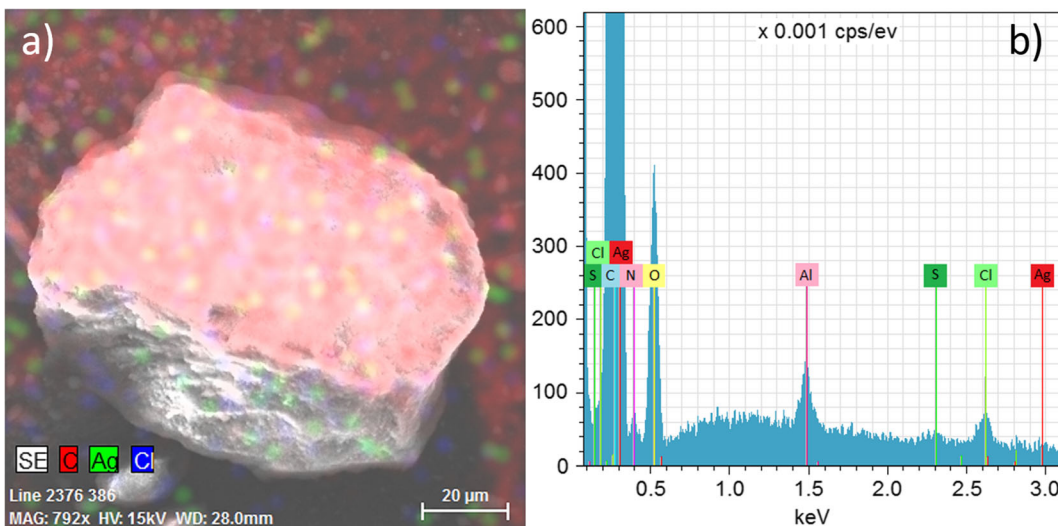 a)
SE C Ag Cl
Line 2376 386
MAG: 792x HV: 15kV WD: 28.0mm
20 µm
b)
x 0.001 cps/ev
600
500
400
300
200
100
0
Cl Ag
S C N O Al S Cl Ag
0.5 1.0 1.5 2.0 2.5 3.0
keV